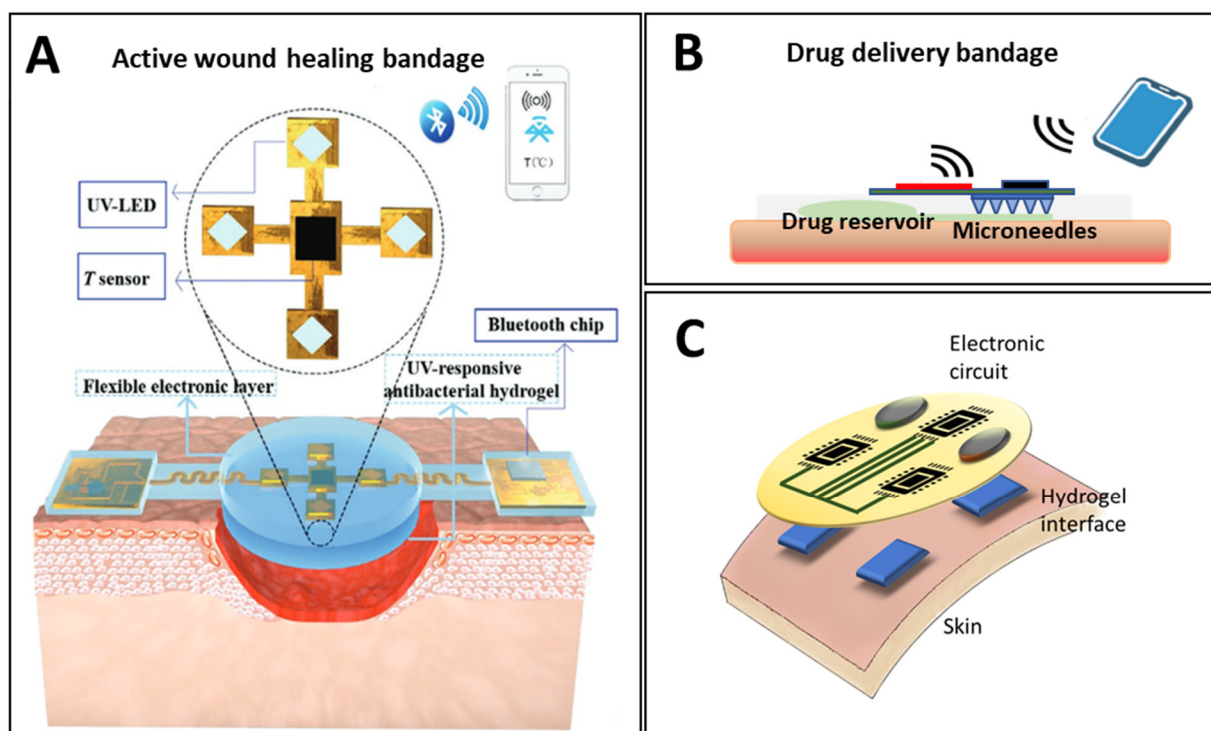 A
Active wound healing bandage
T(℃)
UV-LED
T sensor
Bluetooth chip
UV-responsive
antibacterial hydrogel
Flexible electronic layer
B
Drug delivery bandage
Drug reservoir
Microneedles
C
Electronic
circuit
Hydrogel
interface
Skin